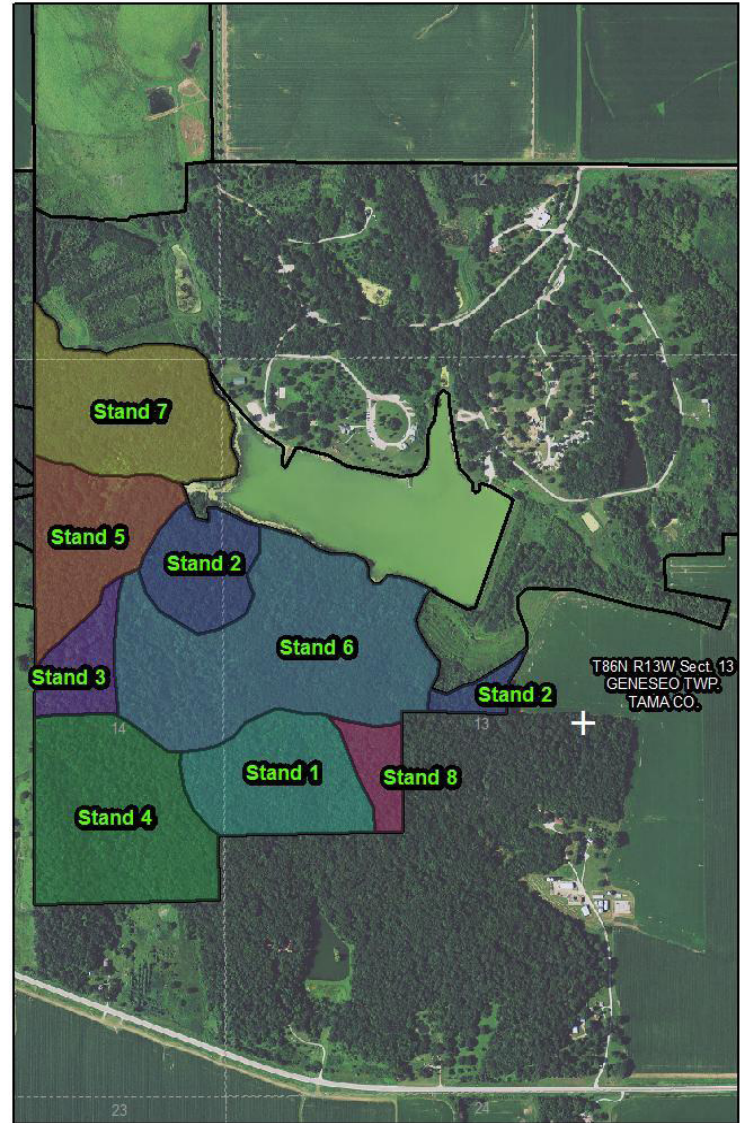 11
12
Stand 7
Stand 5
Stand 2
Stand 6
Stand 3
Stand 2
T86N R13W Sect. 13
GENESEO TWP.
TAMA CO.
14
13
Stand 1
Stand 8
Stand 4
23
24